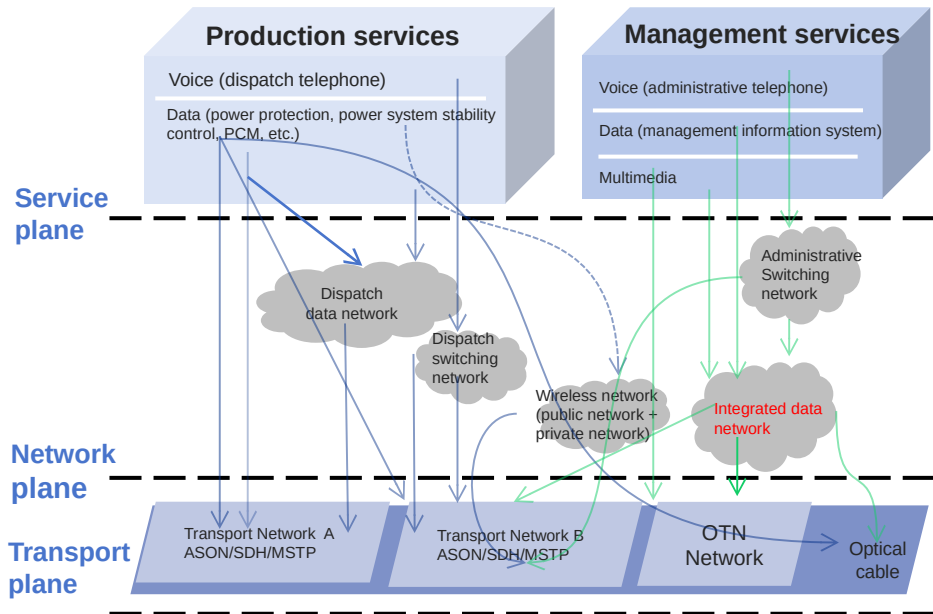 Production services
Voice (dispatch telephone)
Data (power protection, power system stability
control, PCM, etc.)
Management services
Voice (administrative telephone)
Data (management information system)
Multimedia
Service
plane
Administrative
Switching
network
Dispatch
data network
Dispatch
switching
network
Wireless network
(public network +
private network)
Integrated data
network
Network
plane
Transport
plane
Transport Network A
ASON/SDH/MSTP
Transport Network B
ASON/SDH/MSTP
OTN
Network
Optical
cable